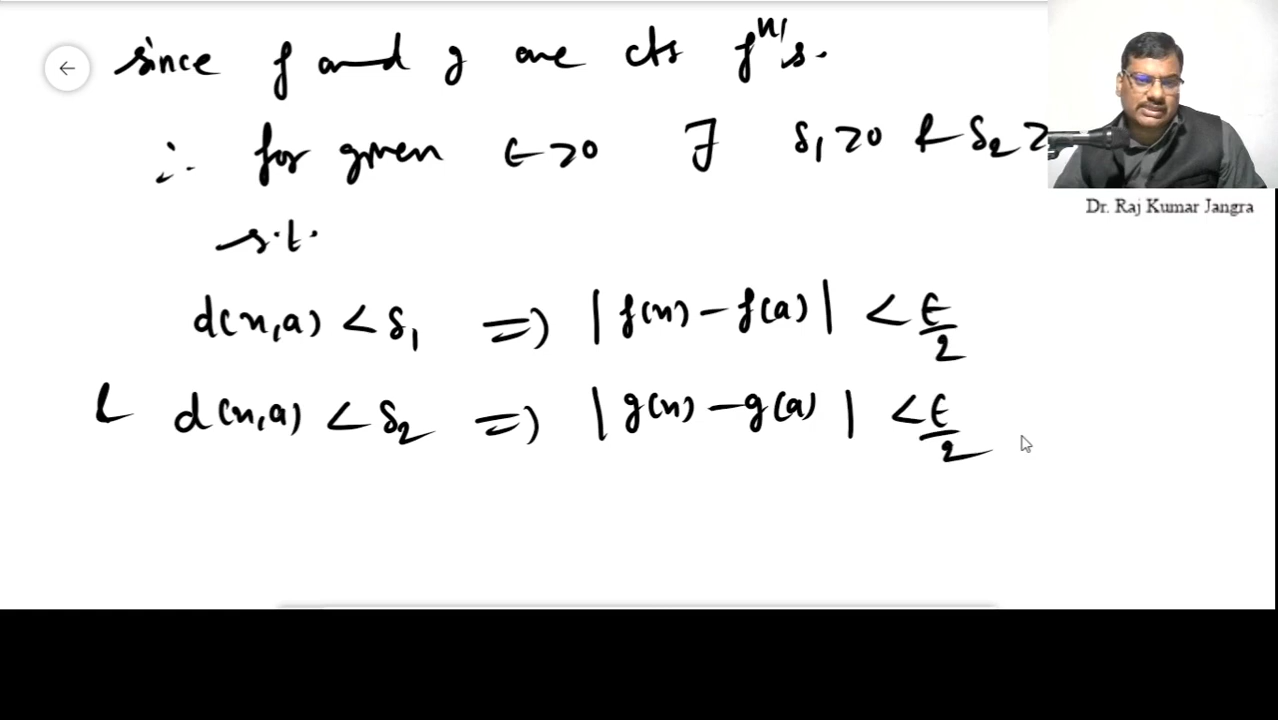 since f and g are cts fⁿ's.
∴ for given ε>0 ∃ δ₁>0 & δ₂>
Dr. Raj Kumar Jangra
s.t.
d(x,a) < δ₁ ⇒ |f(x) - f(a)| < ε/2
& d(x,a) < δ₂ ⇒ |g(x) - g(a)| < ε/2